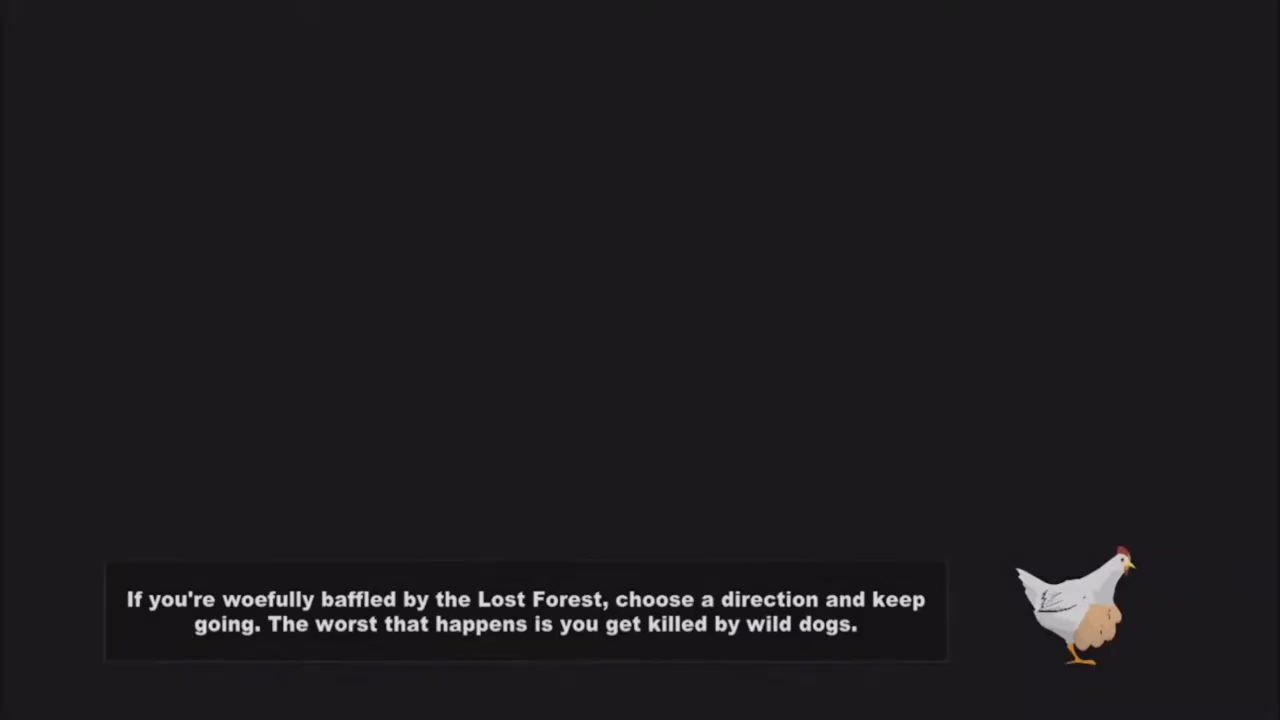 If you're woefully baffled by the Lost Forest, choose a direction and keep
going. The worst that happens is you get killed by wild dogs.